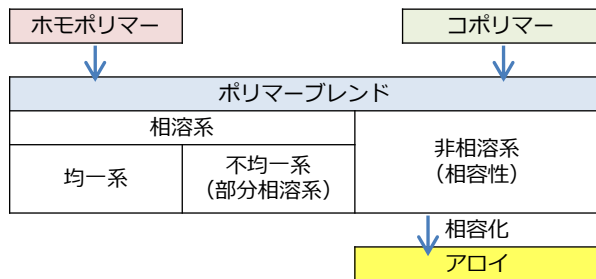 ホモポリマー
コポリマー
ポリマーブレンド
相溶系
均一系
不均一系
（部分相溶系）
非相溶系
（相容性）
相容化
アロイ